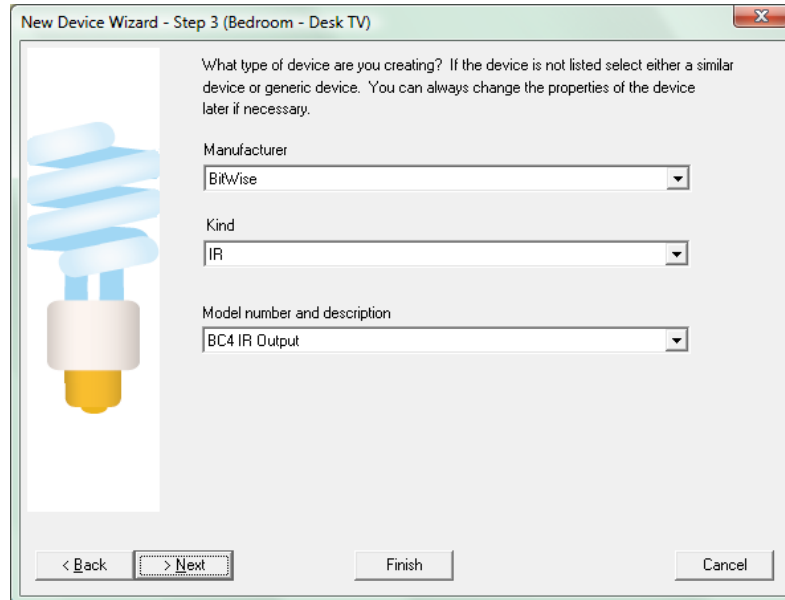 New Device Wizard - Step 3 (Bedroom - Desk TV)
What type of device are you creating? If the device is not listed select either a similar
device or generic device. You can always change the properties of the device
later if necessary.
Manufacturer
BitWise
Kind
IR
Model number and description
BC4 IR Output
< Back
> Next
Finish
Cancel